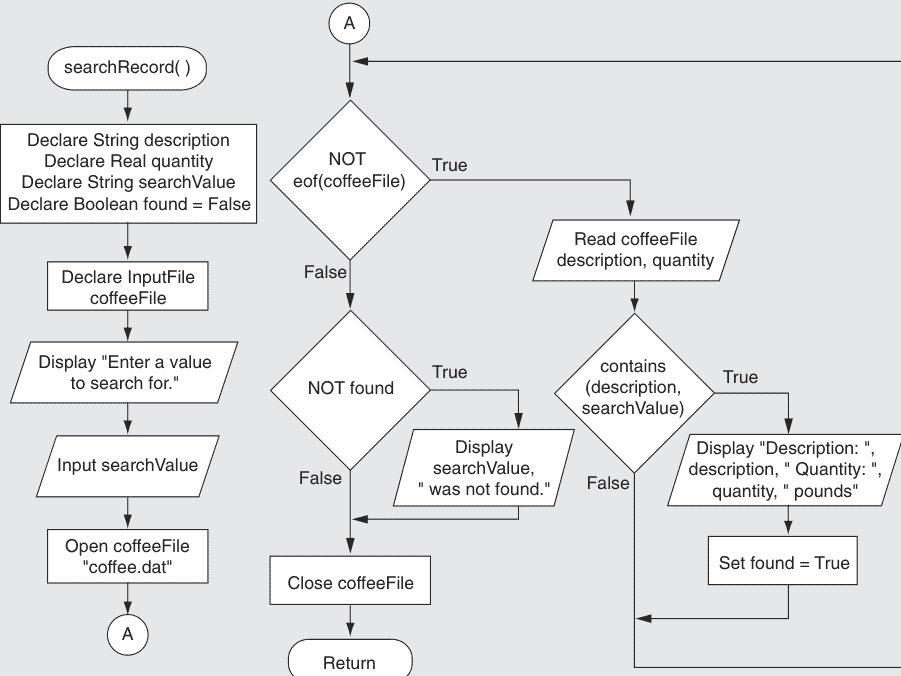 searchRecord( )
Declare String description
Declare Real quantity
Declare String searchValue
Declare Boolean found = False
Declare InputFile
coffeeFile
Display "Enter a value
to search for."
Input searchValue
Open coffeeFile
"coffee.dat"
A
A
NOT
eof(coffeeFile)
True
False
Read coffeeFile
description, quantity
contains
(description,
searchValue)
True
False
Display "Description: ",
description, " Quantity: ",
quantity, " pounds"
Set found = True
NOT found
True
False
Display
searchValue,
" was not found."
Close coffeeFile
Return